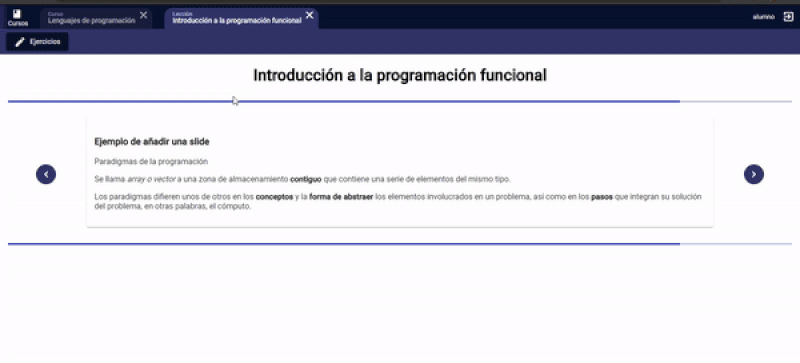 Cursos
Curso
Lenguajes de programación
Lección
Introducción a la programación funcional
alumno
Ejercicios
Introducción a la programación funcional
Ejemplo de añadir una slide
Paradigmas de la programación
Se llama array o vector a una zona de almacenamiento contiguo que contiene una serie de elementos del mismo tipo.
Los paradigmas difieren unos de otros en los conceptos y la forma de abstraer los elementos involucrados en un problema, así como en los pasos que integran su solución
del problema, en otras palabras, el cómputo.